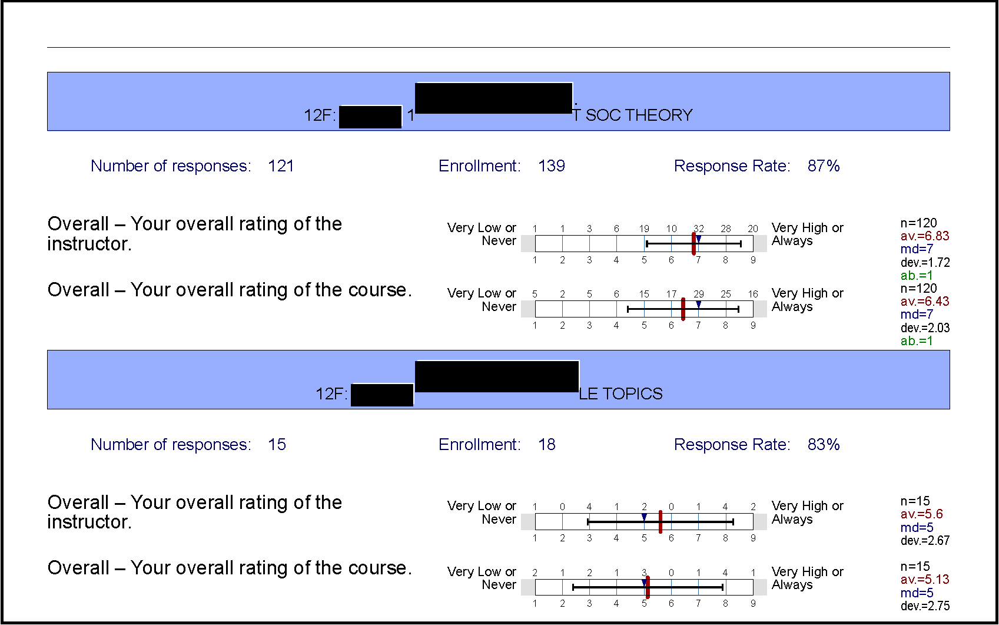 12F: 1 T SOC THEORY
Number of responses: 121 Enrollment: 139 Response Rate: 87%
Overall – Your overall rating of the
instructor.
Very Low or
Never
1 1 3 6 19 10 32 28 20
1 2 3 4 5 6 7 8 9
Very High or
Always
n=120
av.=6.83
md=7
dev.=1.72
ab.=1
Overall – Your overall rating of the course.
Very Low or
Never
5 2 5 6 15 17 29 25 16
1 2 3 4 5 6 7 8 9
Very High or
Always
n=120
av.=6.43
md=7
dev.=2.03
ab.=1
12F: LE TOPICS
Number of responses: 15 Enrollment: 18 Response Rate: 83%
Overall – Your overall rating of the
instructor.
Very Low or
Never
1 0 4 1 2 0 1 4 2
1 2 3 4 5 6 7 8 9
Very High or
Always
n=15
av.=5.6
md=5
dev.=2.67
Overall – Your overall rating of the course.
Very Low or
Never
2 1 2 1 3 0 1 4 1
1 2 3 4 5 6 7 8 9
Very High or
Always
n=15
av.=5.13
md=5
dev.=2.75